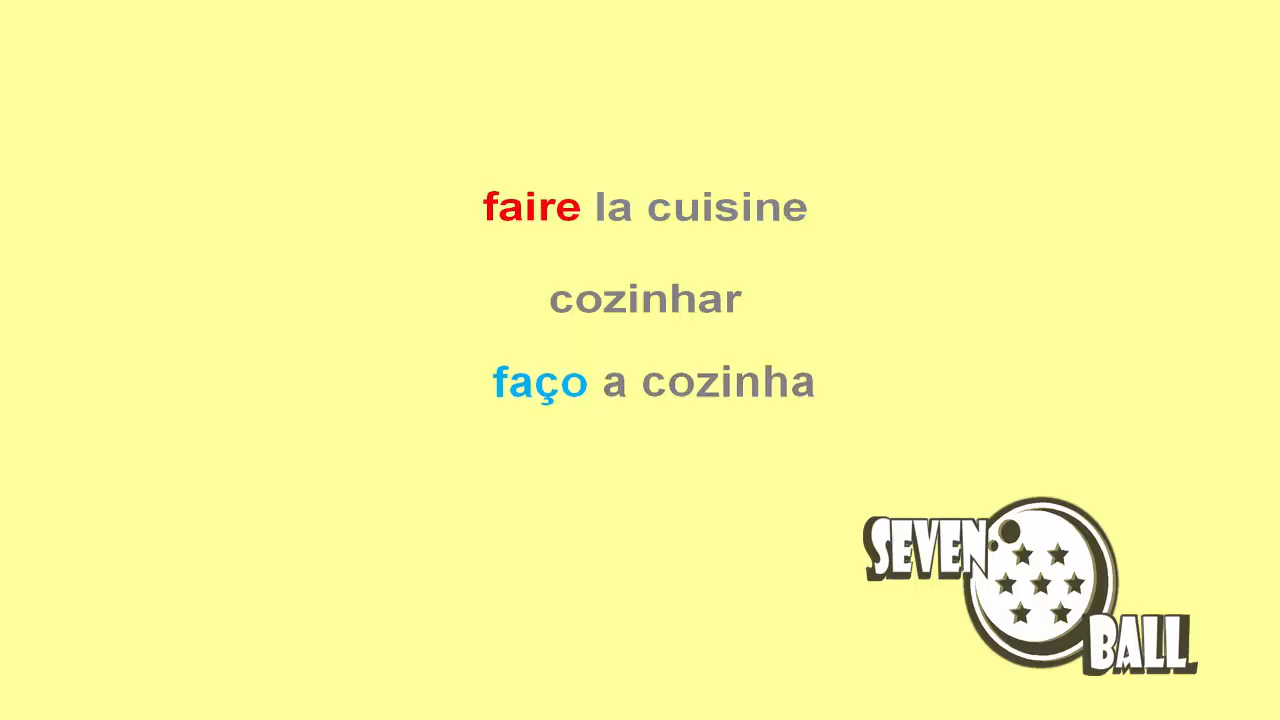 faire la cuisine
cozinhar
faço a cozinha
SEVEN
BALL